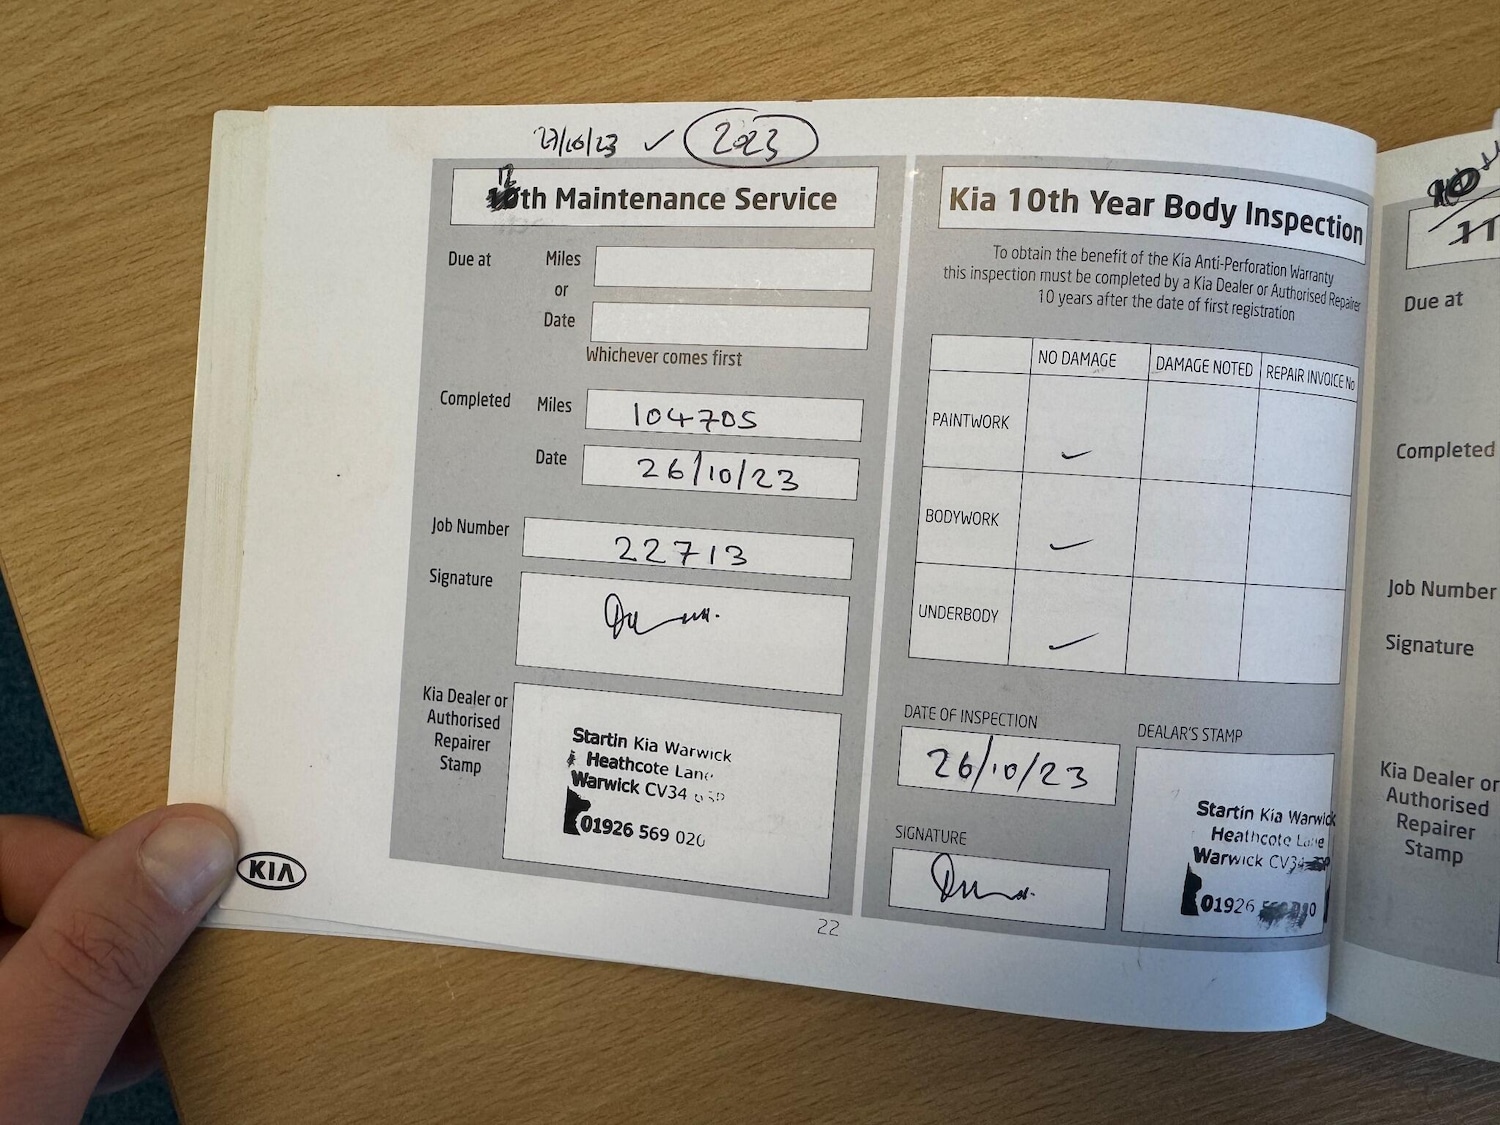 27/10/23 ✓ 2023
12th Maintenance Service
Due at Miles
or
Date
Whichever comes first
Completed Miles 104705
Date 26/10/23
Job Number 22713
Signature
Kia Dealer or
Authorised
Repairer
Stamp
Startin Kia Warwick
Heathcote Lane
Warwick CV34
01926 569 020
KIA
22
Kia 10th Year Body Inspection
To obtain the benefit of the Kia Anti-Perforation Warranty
this inspection must be completed by a Kia Dealer or Authorised Repairer
10 years after the date of first registration
NO DAMAGE DAMAGE NOTED REPAIR INVOICE No
PAINTWORK ✓
BODYWORK ✓
UNDERBODY ✓
DATE OF INSPECTION
26/10/23
SIGNATURE
DEALAR'S STAMP
Startin Kia Warwick
Heathcote Lane
Warwick CV34
01926
10
11
Due at
Completed
Job Number
Signature
Kia Dealer or
Authorised
Repairer
Stamp